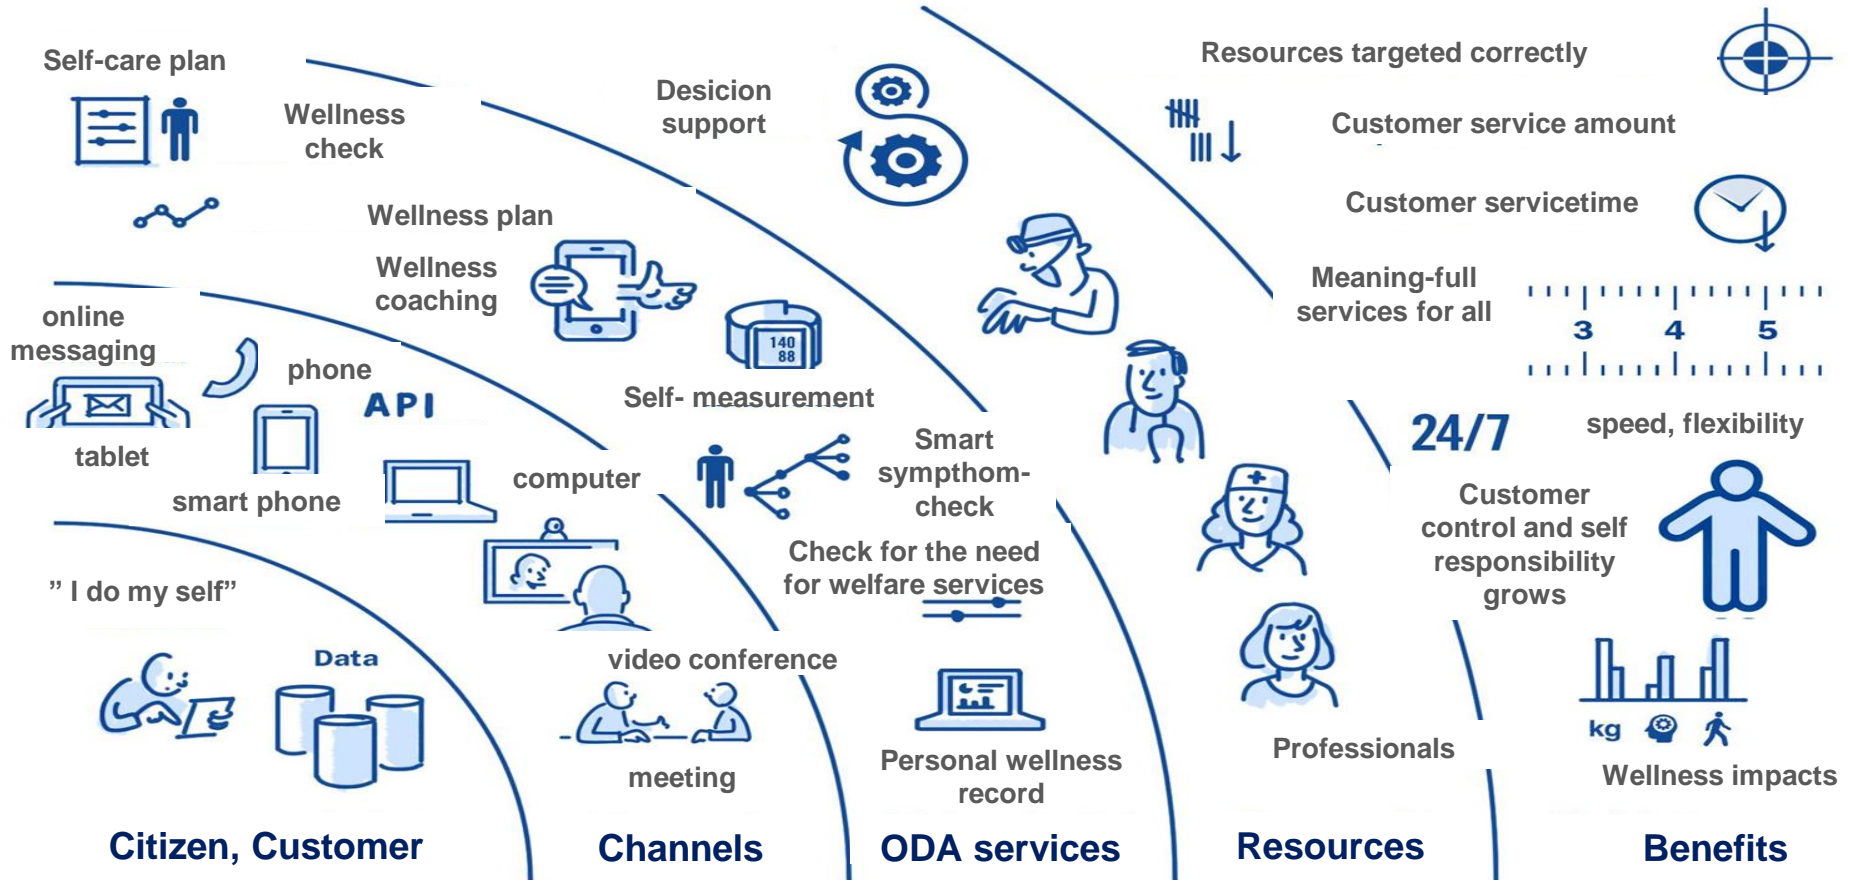 Self-care plan
Wellness
check
Wellness plan
Wellness
coaching
Desicion
support
Resources targeted correctly
Customer service amount
Customer servicetime
Meaning-full
services for all
3 4 5
24/7
speed, flexibility
Customer
control and self
responsibility
grows
kg
Wellness impacts
online
messaging
phone
API
tablet
smart phone
computer
140
88
Self- measurement
Smart
sympthom-
check
Check for the need
for welfare services
” I do my self”
Data
video conference
meeting
Personal wellness
record
Professionals
Citizen, Customer
Channels
ODA services
Resources
Benefits